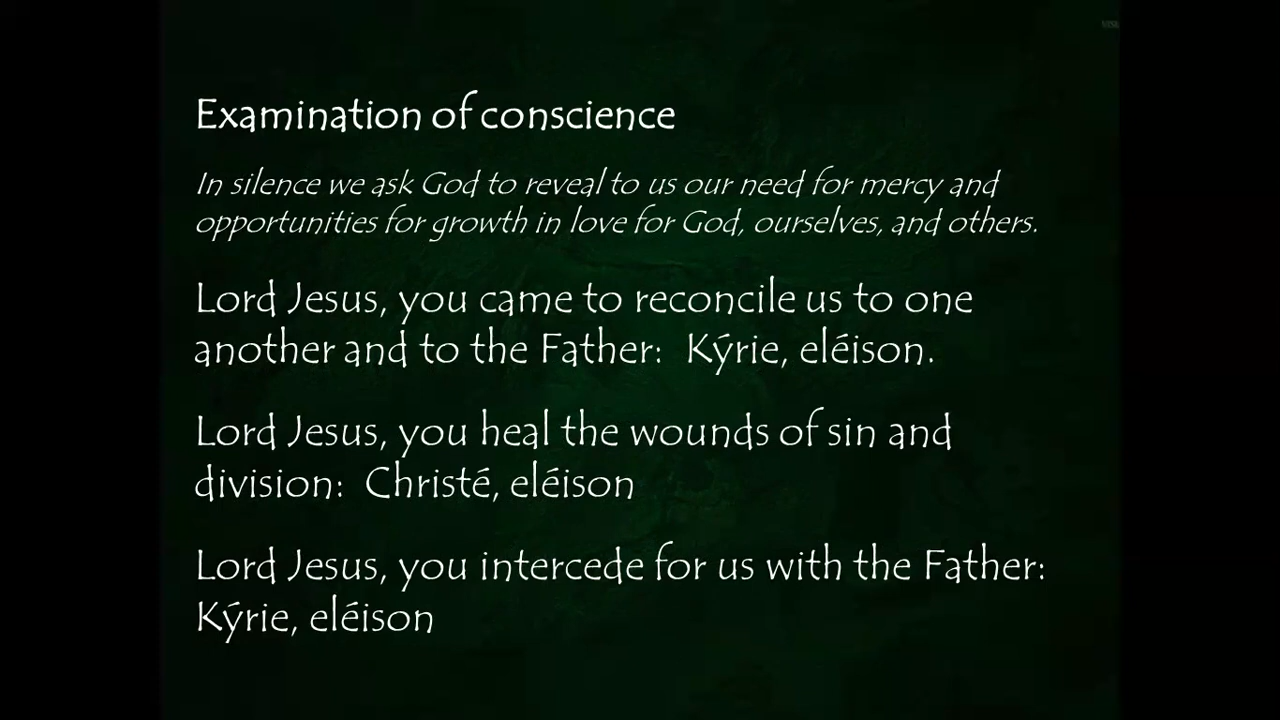 Examination of conscience
In silence we ask God to reveal to us our need for mercy and
opportunities for growth in love for God, ourselves, and others.
Lord Jesus, you came to reconcile us to one
another and to the Father:  Kýrie, eléison.
Lord Jesus, you heal the wounds of sin and
division:  Christé, eléison
Lord Jesus, you intercede for us with the Father:
Kýrie, eléison